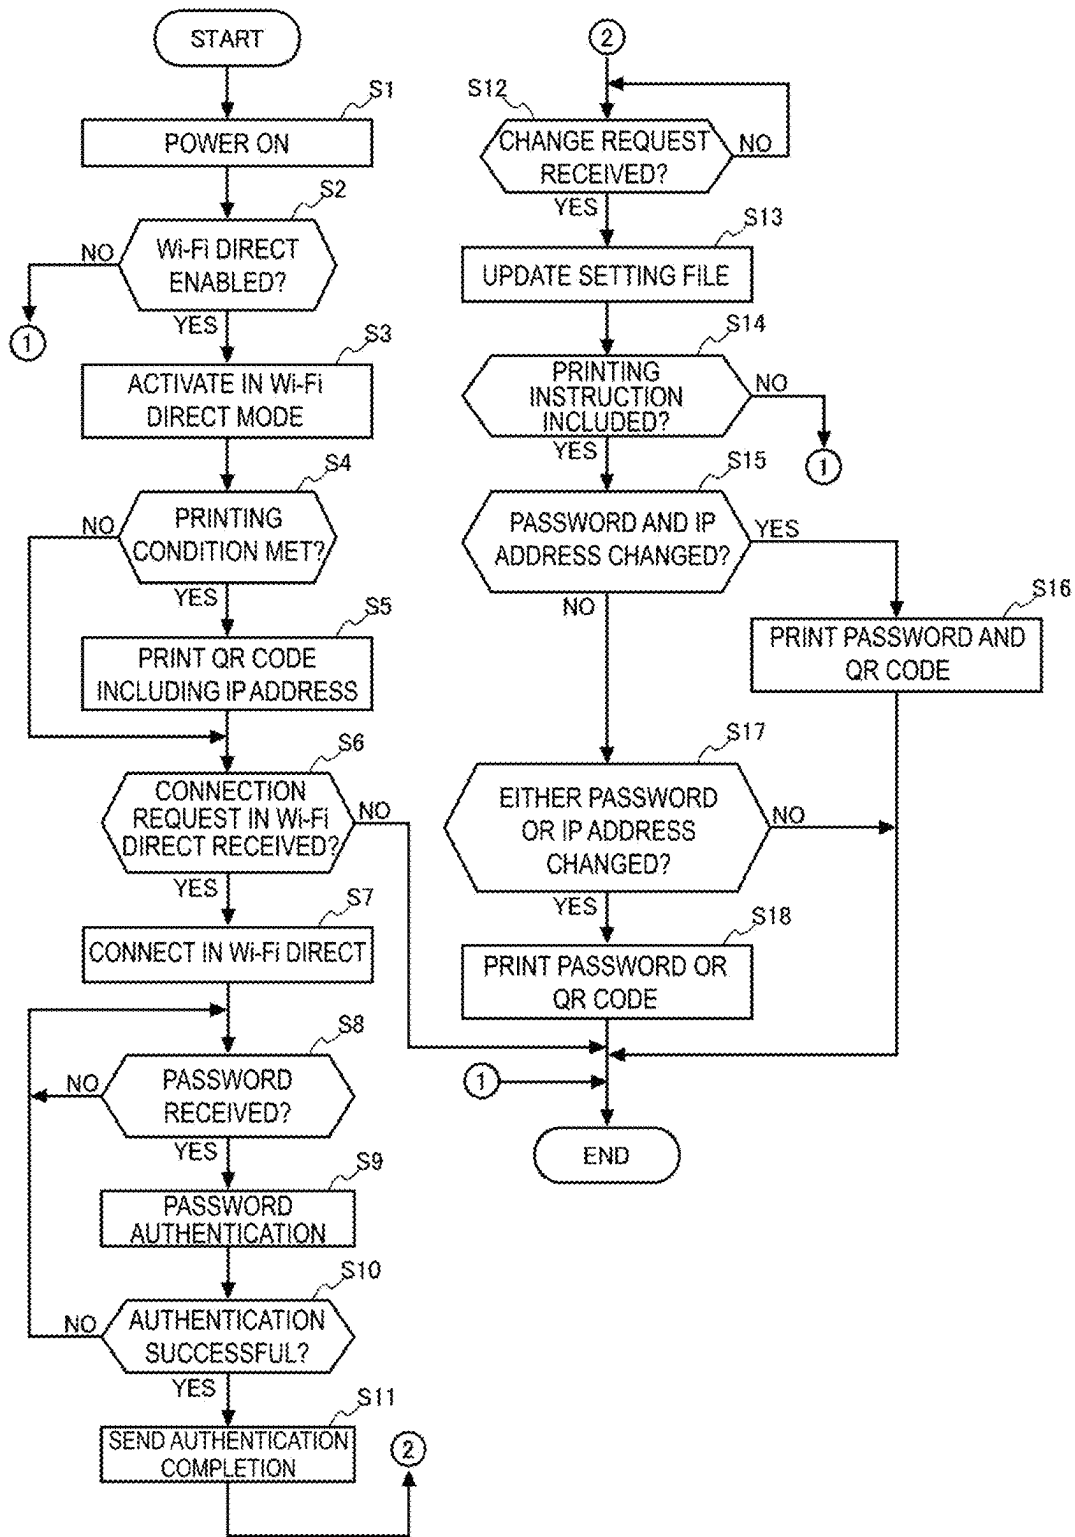 START
S1
POWER ON
S2
Wi-Fi DIRECT
ENABLED?
NO
1
YES
S3
ACTIVATE IN Wi-Fi
DIRECT MODE
S4
PRINTING
CONDITION MET?
NO
YES
S5
PRINT QR CODE
INCLUDING IP ADDRESS
S6
CONNECTION
REQUEST IN Wi-Fi
DIRECT RECEIVED?
NO
YES
S7
CONNECT IN Wi-Fi DIRECT
S8
PASSWORD
RECEIVED?
NO
YES
S9
PASSWORD
AUTHENTICATION
S10
AUTHENTICATION
SUCCESSFUL?
NO
YES
S11
SEND AUTHENTICATION
COMPLETION
2
2
S12
CHANGE REQUEST
RECEIVED?
NO
YES
S13
UPDATE SETTING FILE
S14
PRINTING
INSTRUCTION
INCLUDED?
NO
1
YES
S15
PASSWORD AND IP
ADDRESS CHANGED?
YES
NO
S16
PRINT PASSWORD AND
QR CODE
S17
EITHER PASSWORD
OR IP ADDRESS
CHANGED?
NO
YES
S18
PRINT PASSWORD OR
QR CODE
1
END